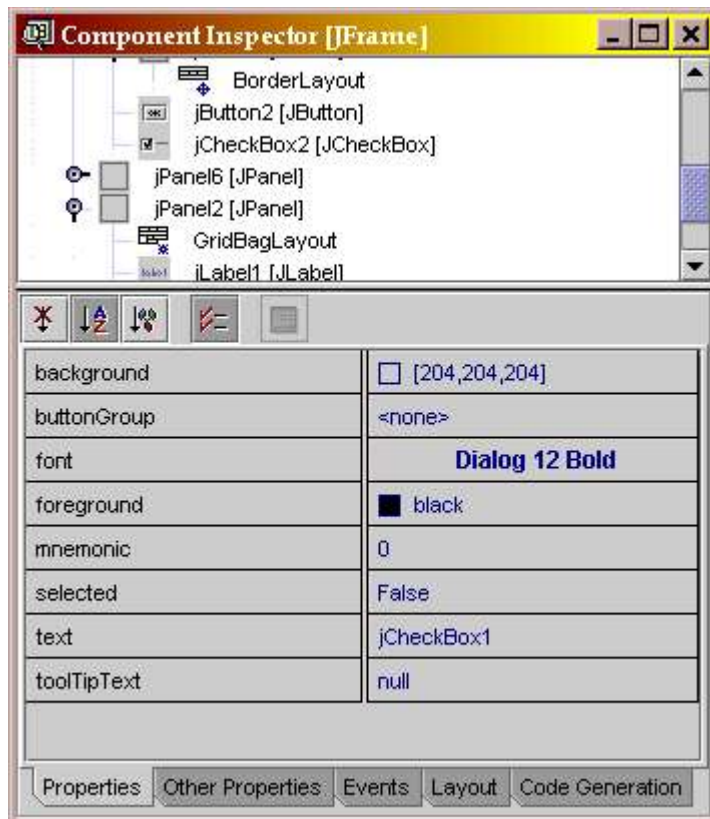 Component Inspector [JFrame]
BorderLayout
jButton2 [JButton]
jCheckBox2 [JCheckBox]
jPanel6 [JPanel]
jPanel2 [JPanel]
GridBagLayout
jLabel1 [JLabel]
background [204,204,204]
buttonGroup <none>
font Dialog 12 Bold
foreground black
mnemonic 0
selected False
text jCheckBox1
toolTipText null
Properties Other Properties Events Layout Code Generation